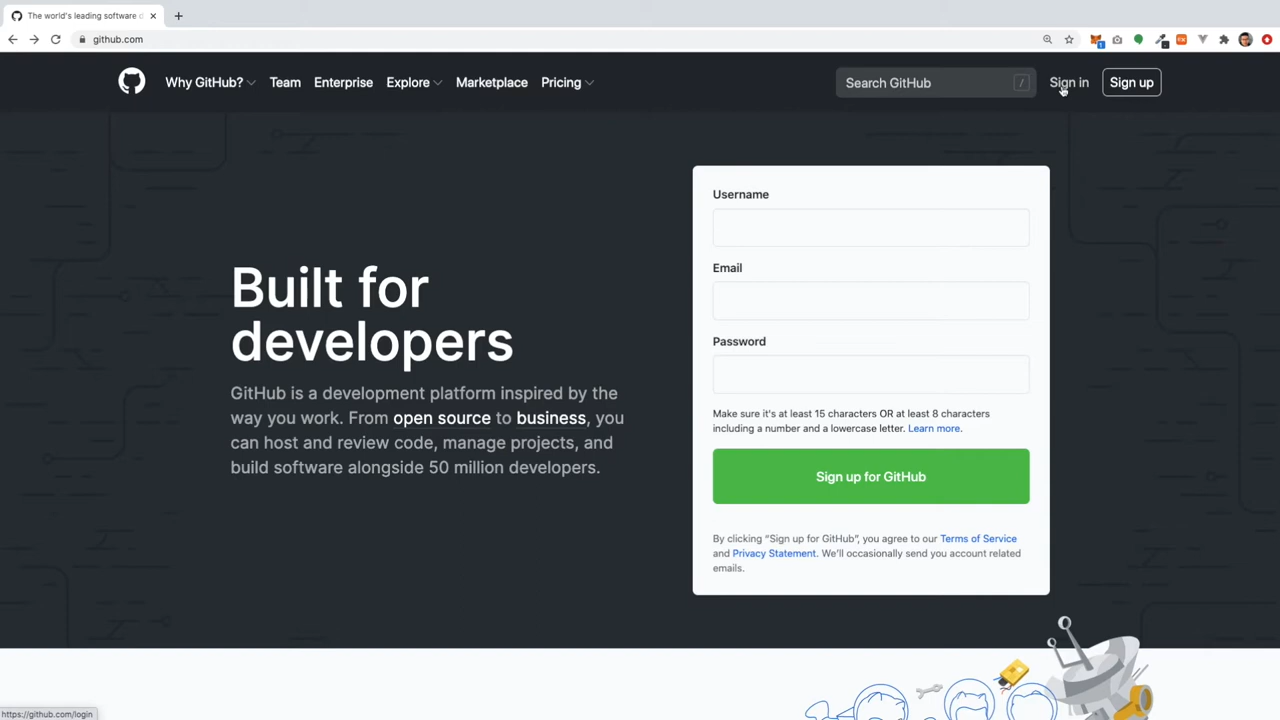 The world's leading software d
github.com
Why GitHub?
Team
Enterprise
Explore
Marketplace
Pricing
Search GitHub
/
Sign in
Sign up
Built for
developers
GitHub is a development platform inspired by the
way you work. From open source to business, you
can host and review code, manage projects, and
build software alongside 50 million developers.
Username
Email
Password
Make sure it's at least 15 characters OR at least 8 characters
including a number and a lowercase letter. Learn more.
Sign up for GitHub
By clicking “Sign up for GitHub”, you agree to our Terms of Service
and Privacy Statement. We'll occasionally send you account related
emails.
https://github.com/login